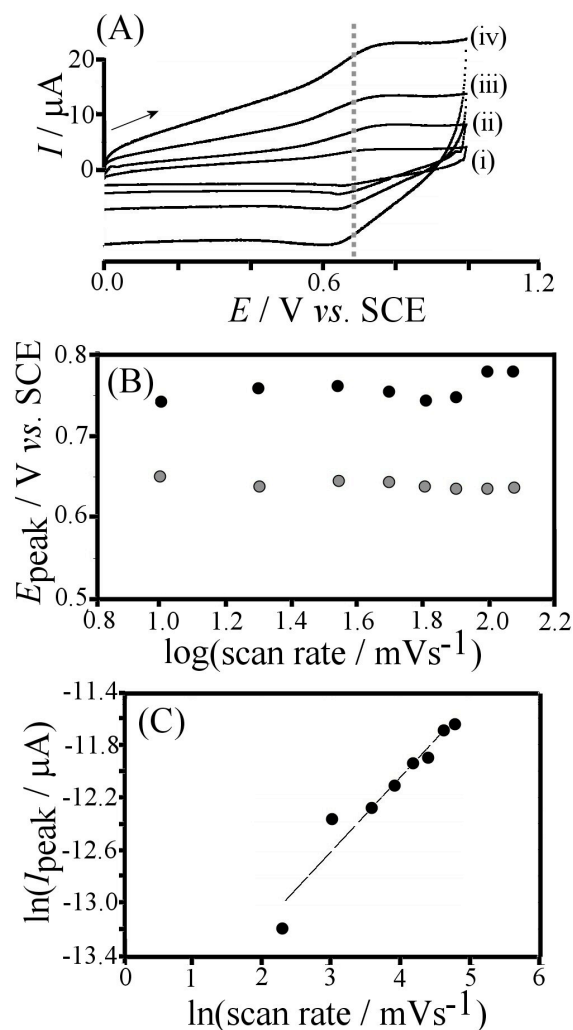 (A)
20
10
0
I / µA
(iv)
(iii)
(ii)
(i)
0.0
0.6
1.2
E / V vs. SCE
(B)
0.8
0.7
0.6
0.5
Epeak / V vs. SCE
0.8
1.0
1.2
1.4
1.6
1.8
2.0
2.2
log(scan rate / mVs-1)
(C)
-11.4
-11.8
-12.2
-12.6
-13.0
-13.4
ln(Ipeak / µA)
0
1
2
3
4
5
6
ln(scan rate / mVs-1)